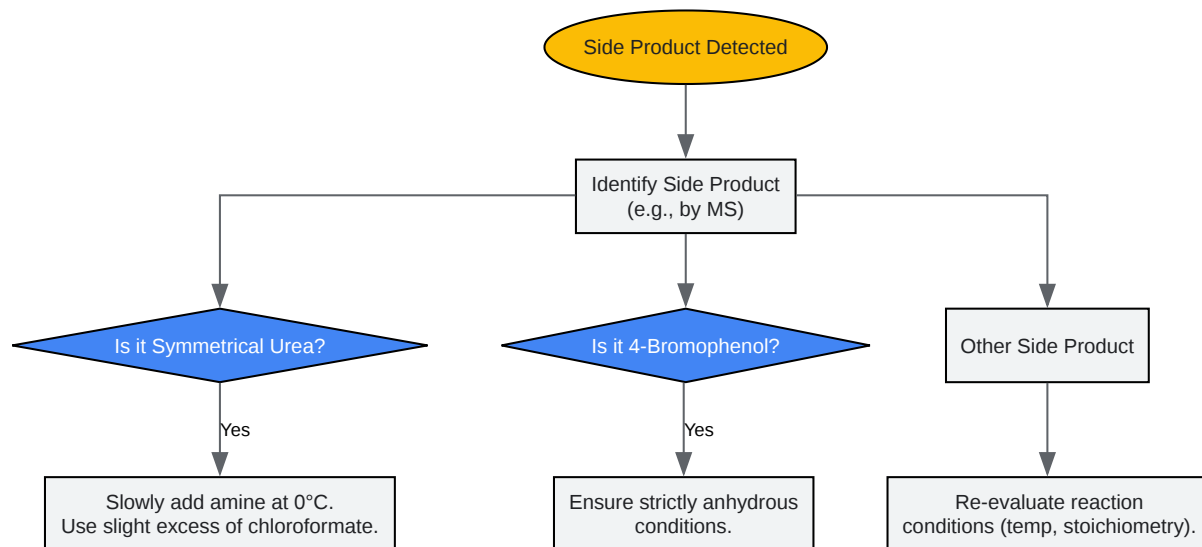 Side Product Detected
Identify Side Product
(e.g., by MS)
Is it Symmetrical Urea?
Is it 4-Bromophenol?
Other Side Product
Yes
Yes
Slowly add amine at 0°C.
Use slight excess of chloroformate.
Ensure strictly anhydrous
conditions.
Re-evaluate reaction
conditions (temp, stoichiometry).